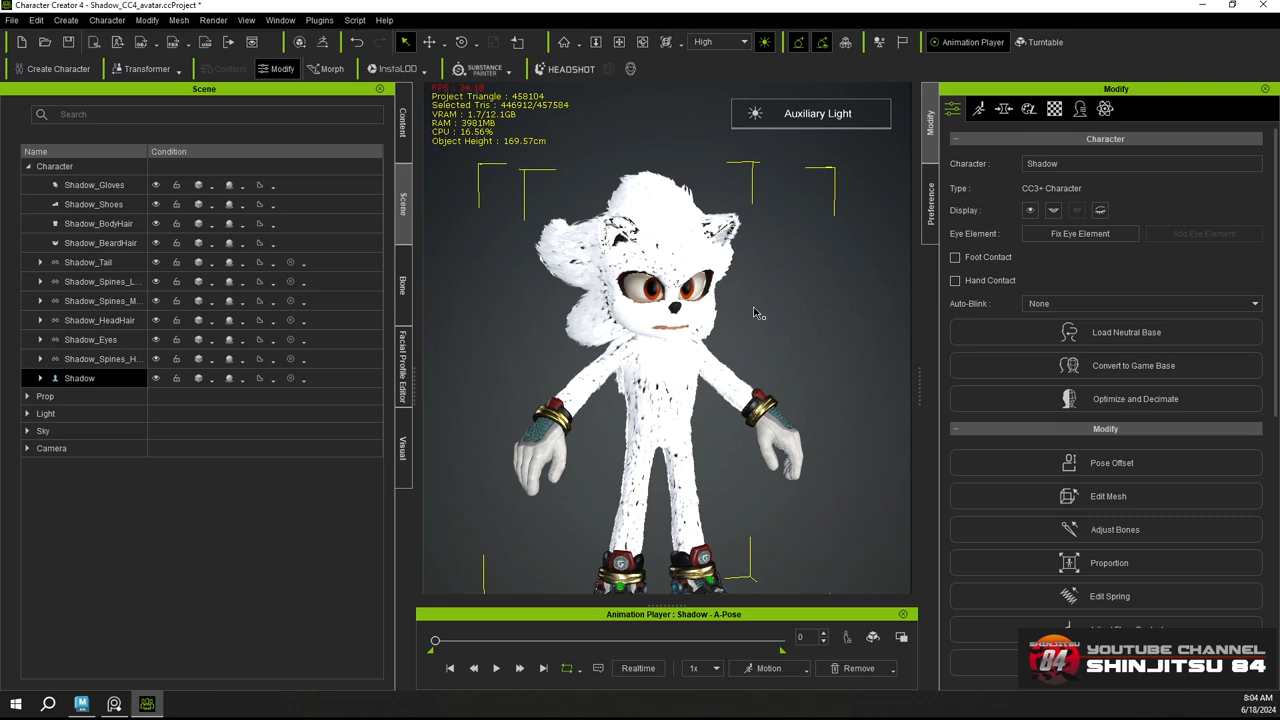 Character Creator 4 - Shadow_CC4_avatar.ccProject *
File Edit Create Character Modify Mesh Render View Window Plugins Script Help
High Animation Player Turntable
Create Character Transformer Conform Modify Morph InstaLOD SUBSTANCE PAINTER HEADSHOT
Scene
Search
Name Condition
Character
Shadow_Gloves
Shadow_Shoes
Shadow_BodyHair
Shadow_BeardHair
Shadow_Tail
Shadow_Spines_L...
Shadow_Spines_M...
Shadow_HeadHair
Shadow_Eyes
Shadow_Spines_H...
Shadow
Prop
Light
Sky
Camera
Content
Scene
Bone
Facial Profile Editor
Visual
Project Triangle : 458104
Selected Tris : 446912/457584
VRAM : 1.7/12.1GB
RAM : 3981MB
CPU : 16.56%
Object Height : 169.57cm
Auxiliary Light
Animation Player : Shadow - A-Pose
0
Realtime 1x Motion Remove
Modify
Preference
Modify
Character
Character : Shadow
Type : CC3+ Character
Display :
Eye Element : Fix Eye Element Add Eye Element
Foot Contact
Hand Contact
Auto-Blink : None
Load Neutral Base
Convert to Game Base
Optimize and Decimate
Modify
Pose Offset
Edit Mesh
Adjust Bones
Proportion
Edit Spring
SHINJITSU
84
YOUTUBE CHANNEL
SHINJITSU 84
8:04 AM
6/18/2024